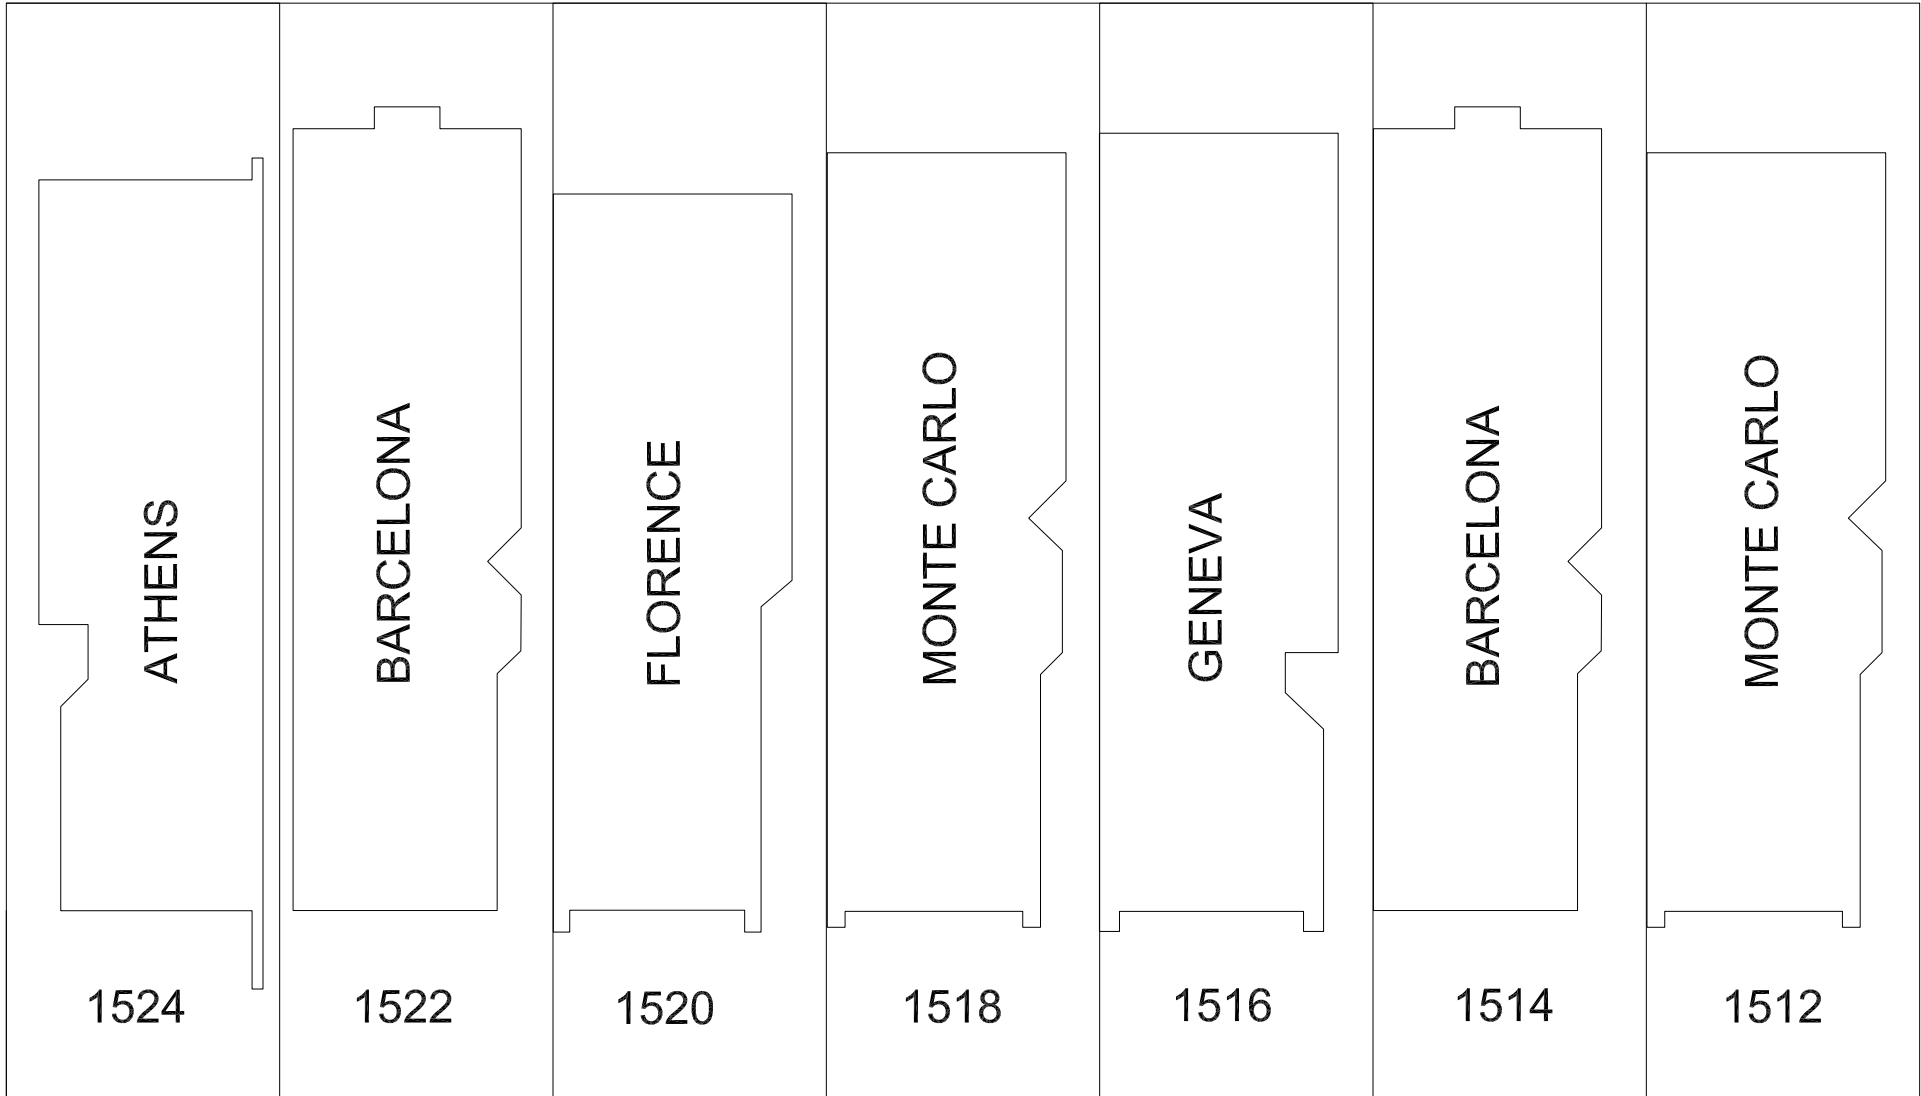 ATHENS
BARCELONA
FLORENCE
MONTE CARLO
GENEVA
BARCELONA
MONTE CARLO
1524
1522
1520
1518
1516
1514
1512